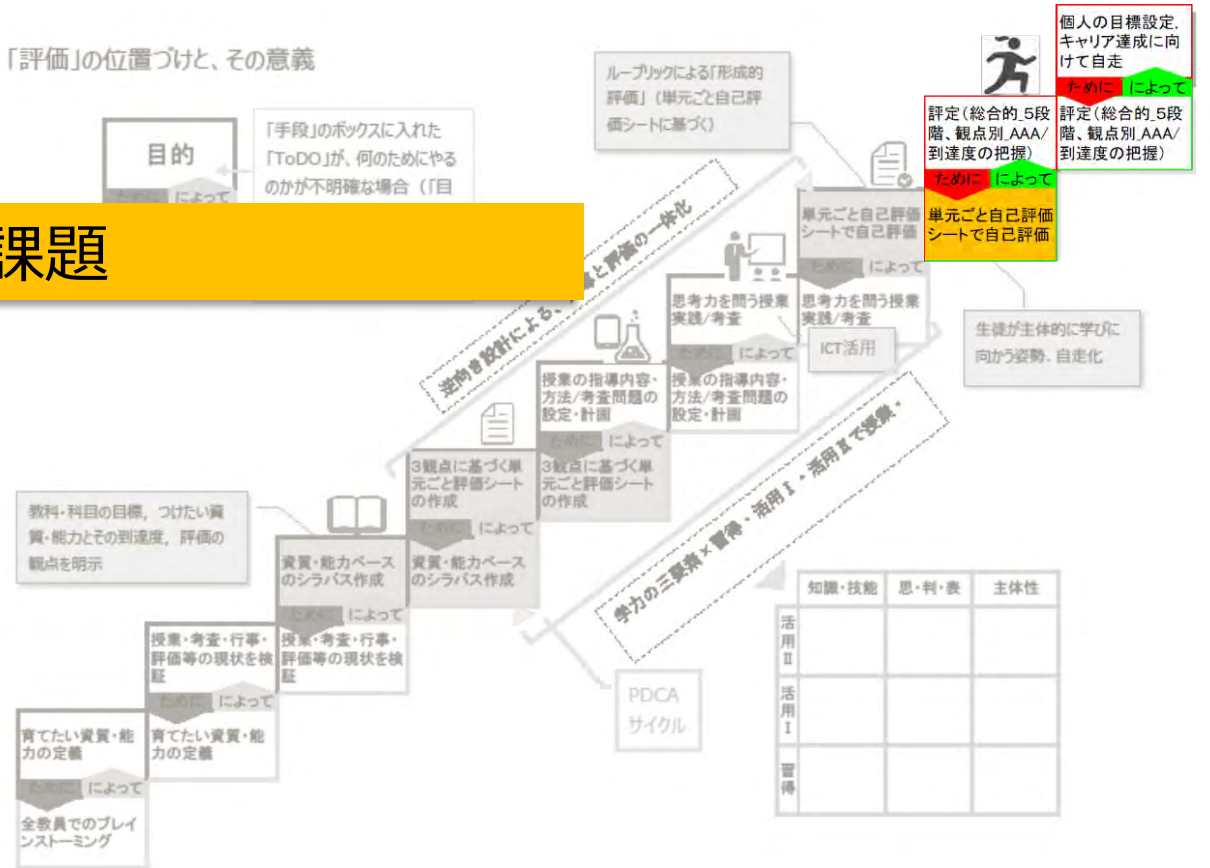 「評価」の位置づけと、その意義
目的
ために によって
「手段」のボックスに入れた
「ToDO」が、何のためにやる
のかが不明確な場合（「目
課題
ルーブリックによる「形成的
評価」（単元ごと自己評
価シートに基づく）
個人の目標設定,
キャリア達成に向
けて自走
ために によって
評定（総合的_5段
階、観点別_AAA/
到達度の把握）
評定（総合的_5段
階、観点別_AAA/
到達度の把握）
ために によって
単元ごと自己評価
シートで自己評価
単元ごと自己評価
シートで自己評価
ために によって
思考力を問う授業
実践/考査
思考力を問う授業
実践/考査
ために によって
ICT活用
生徒が主体的に学びに
向かう姿勢、自走化
逆向き設計による、
と評価の一体化
授業の指導内容・
方法/考査問題の
設定・計画
授業の指導内容・
方法/考査問題の
設定・計画
ために によって
3観点に基づく単
元ごと評価シート
の作成
3観点に基づく単
元ごと評価シート
の作成
ために によって
学力の三要素×習得・活用Ⅰ・活用Ⅱで授業・
教科・科目の目標，つけたい資
質・能力とその到達度，評価の
観点を明示
資質・能力ベース
のシラバス作成
資質・能力ベース
のシラバス作成
ために によって
授業・考査・行事・
評価等の現状を検
証
授業・考査・行事・
評価等の現状を検
証
ために によって
育てたい資質・能
力の定義
育てたい資質・能
力の定義
ために によって
全教員でのブレイ
ンストーミング
PDCA
サイクル
知識・技能 思・判・表 主体性
活用Ⅱ
活用Ⅰ
習得